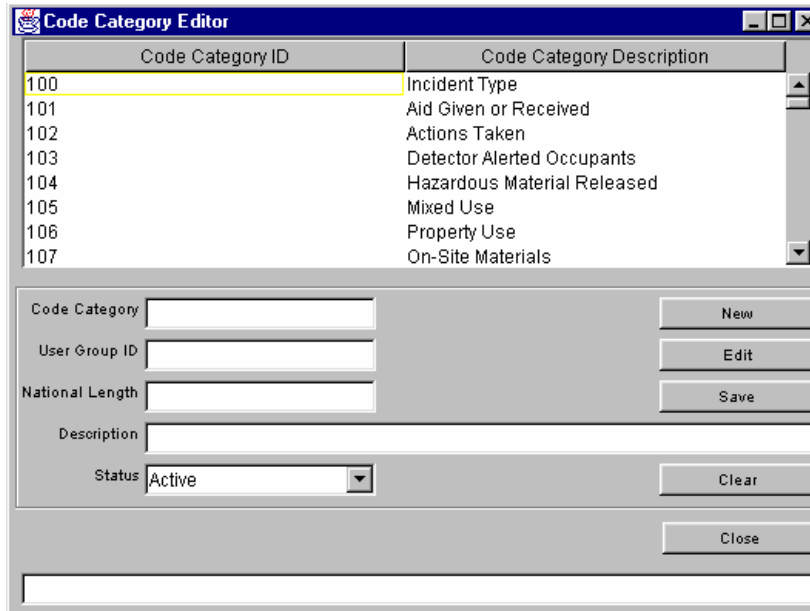 Code Category Editor
Code Category ID Code Category Description
100 Incident Type
101 Aid Given or Received
102 Actions Taken
103 Detector Alerted Occupants
104 Hazardous Material Released
105 Mixed Use
106 Property Use
107 On-Site Materials
Code Category New
User Group ID Edit
National Length Save
Description
Status Active Clear
Close